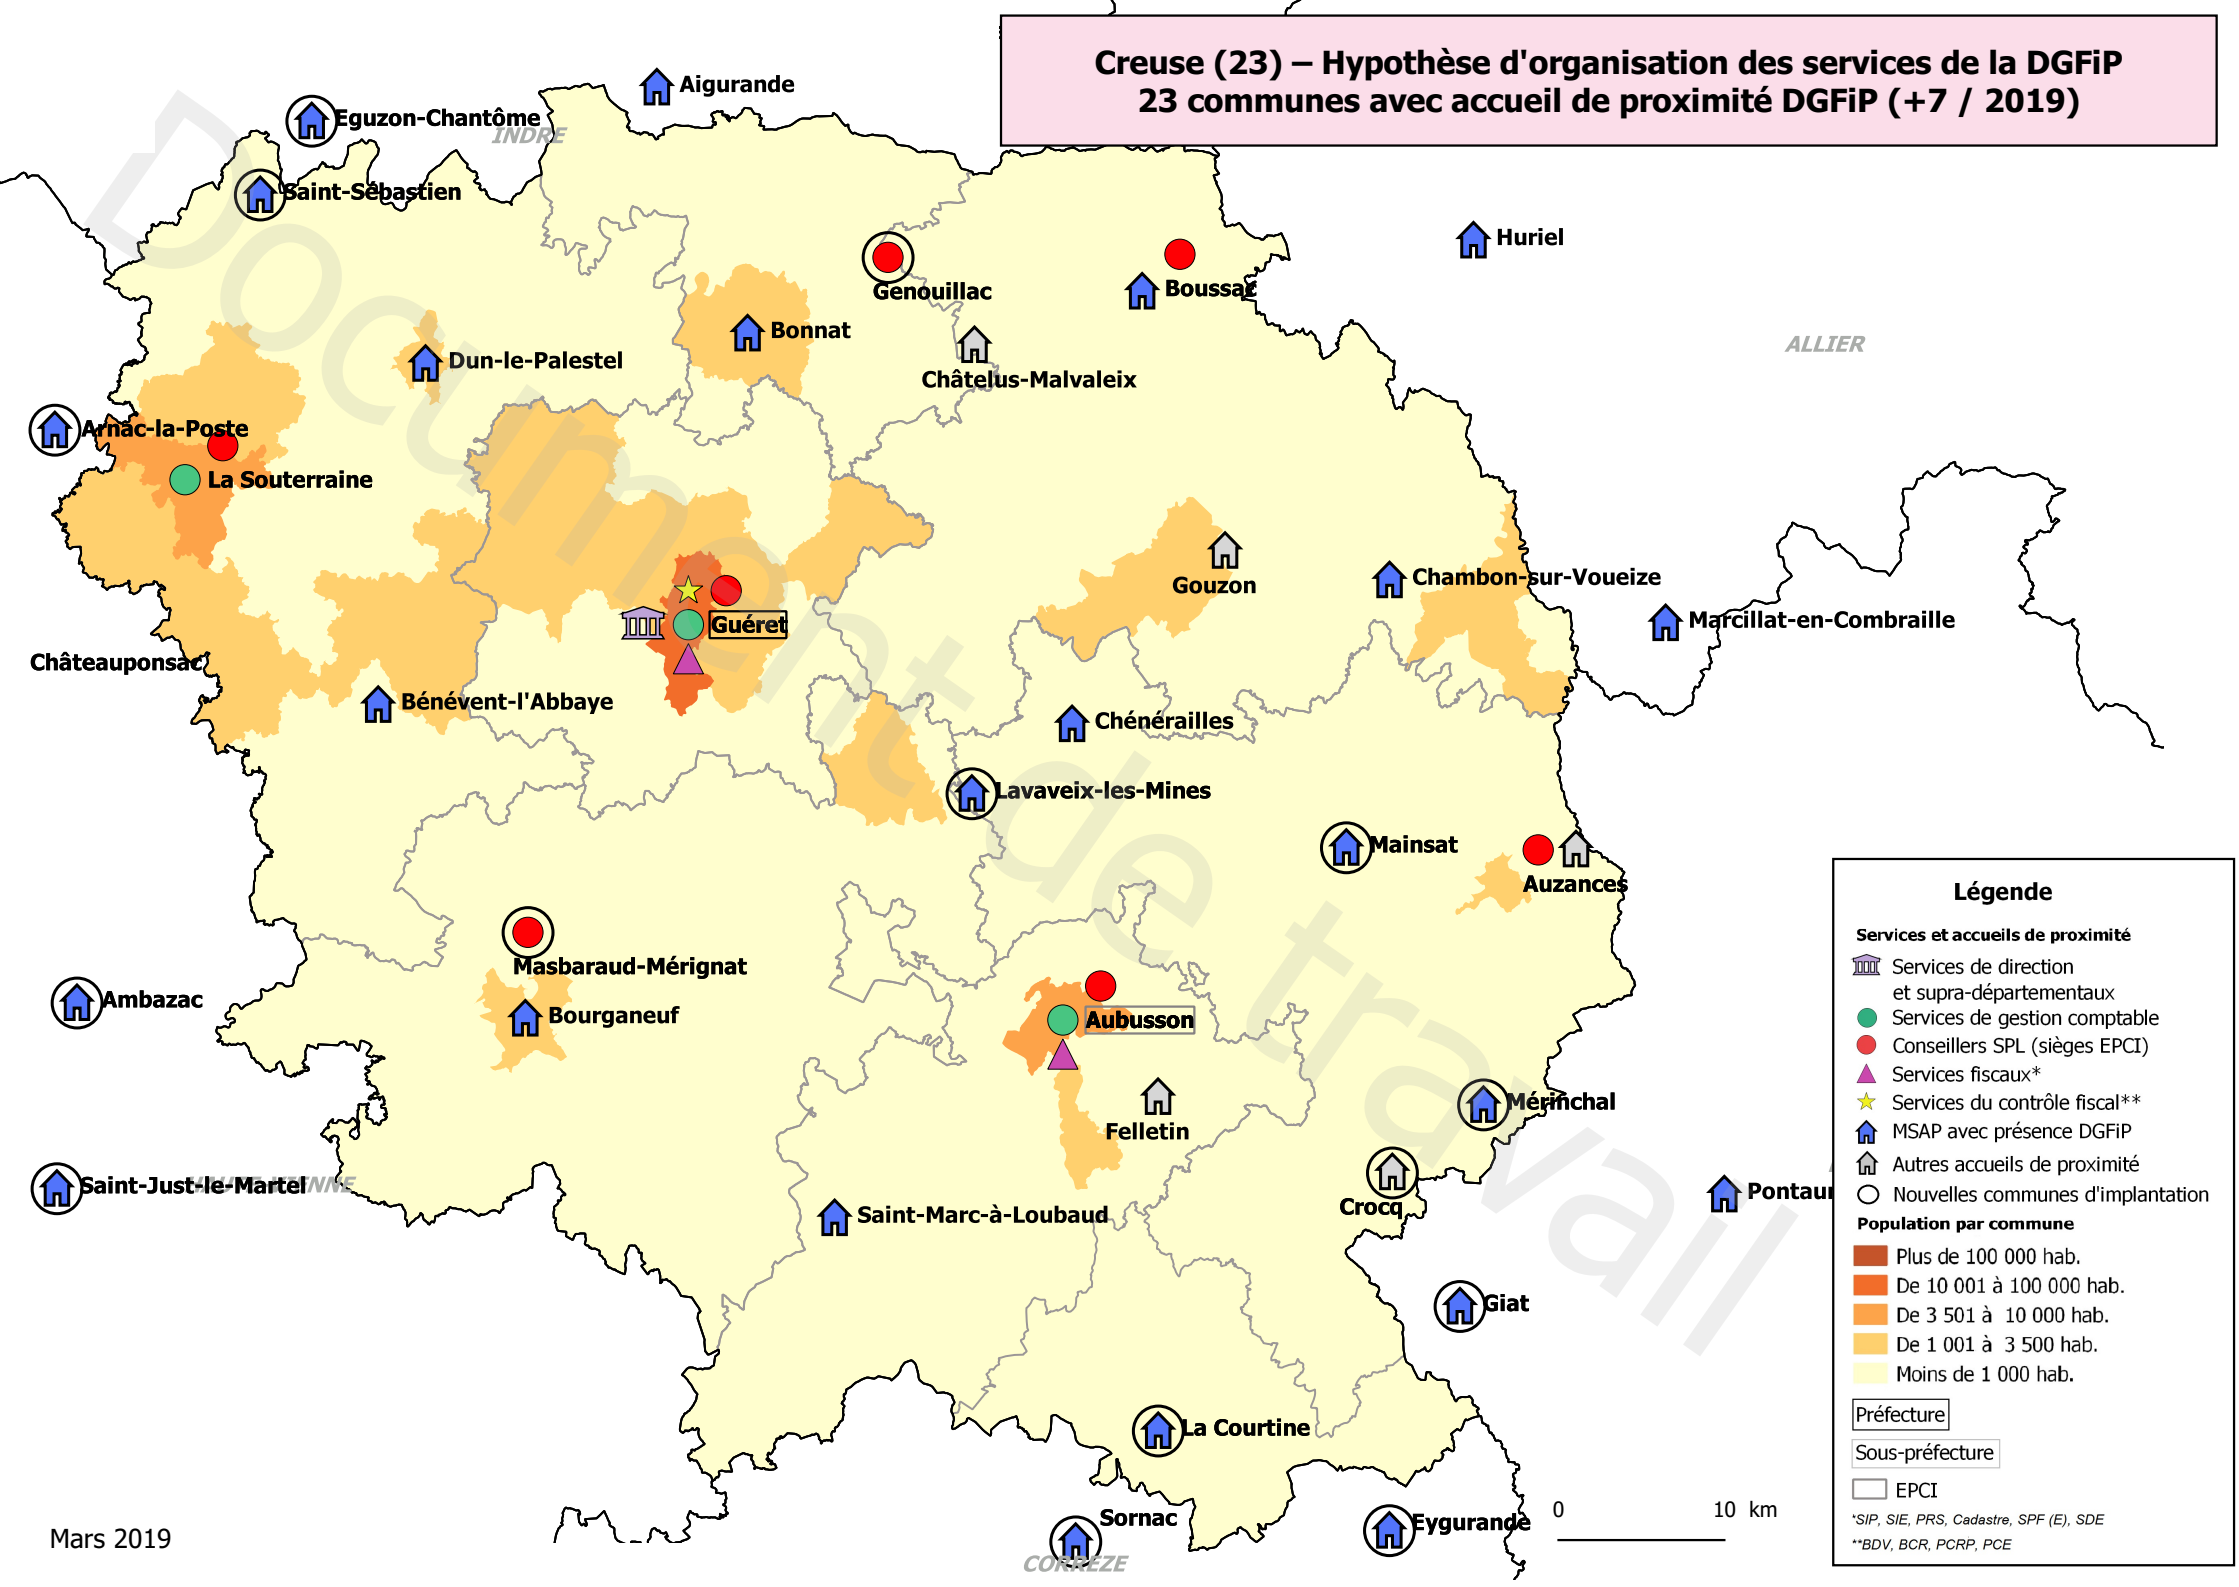 Creuse (23) – Hypothèse d'organisation des services de la DGFiP
23 communes avec accueil de proximité DGFiP (+7 / 2019)
Aigurande
Eguzon-Chantôme
INDRE
Saint-Sébastien
Huriel
Genouillac
Boussac
Bonnat
ALLIER
Dun-le-Palestel
Châtelus-Malvaleix
Arnac-la-Poste
La Souterraine
Gouzon
Chambon-sur-Voueize
Marcillat-en-Combraille
Guéret
Châteauponsac
Bénévent-l'Abbaye
Chénérailles
Lavaveix-les-Mines
Mainsat
Auzances
Masbaraud-Mérignat
Ambazac
Bourganeuf
Aubusson
Mérinchal
Felletin
Saint-Just-le-Martel
HAUTE-VIENNE
Crocq
Pontaur
Saint-Marc-à-Loubaud
Giat
La Courtine
Sornac
Eygurande
CORREZE
Document de travail
Mars 2019
0 10 km
Légende
Services et accueils de proximité
Services de direction
et supra-départementaux
Services de gestion comptable
Conseillers SPL (sièges EPCI)
Services fiscaux*
Services du contrôle fiscal**
MSAP avec présence DGFiP
Autres accueils de proximité
Nouvelles communes d'implantation
Population par commune
Plus de 100 000 hab.
De 10 001 à 100 000 hab.
De 3 501 à 10 000 hab.
De 1 001 à 3 500 hab.
Moins de 1 000 hab.
Préfecture
Sous-préfecture
EPCI
*SIP, SIE, PRS, Cadastre, SPF (E), SDE
**BDV, BCR, PCRP, PCE